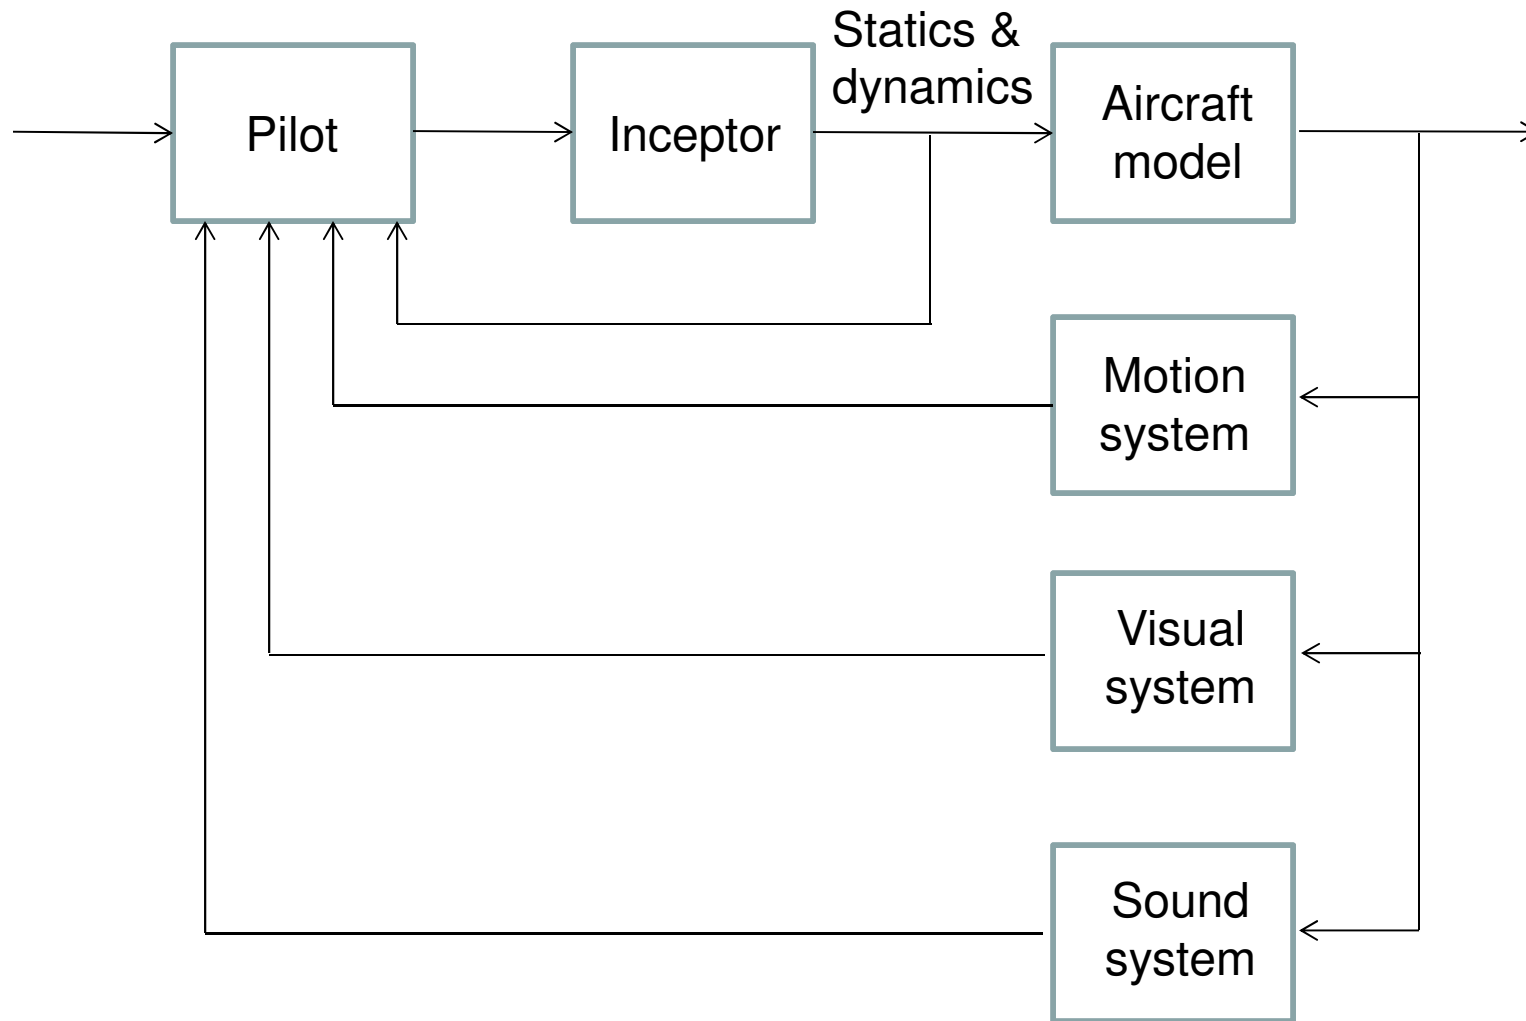 Statics &
dynamics
Pilot
Inceptor
Aircraft
model
Motion
system
Visual
system
Sound
system